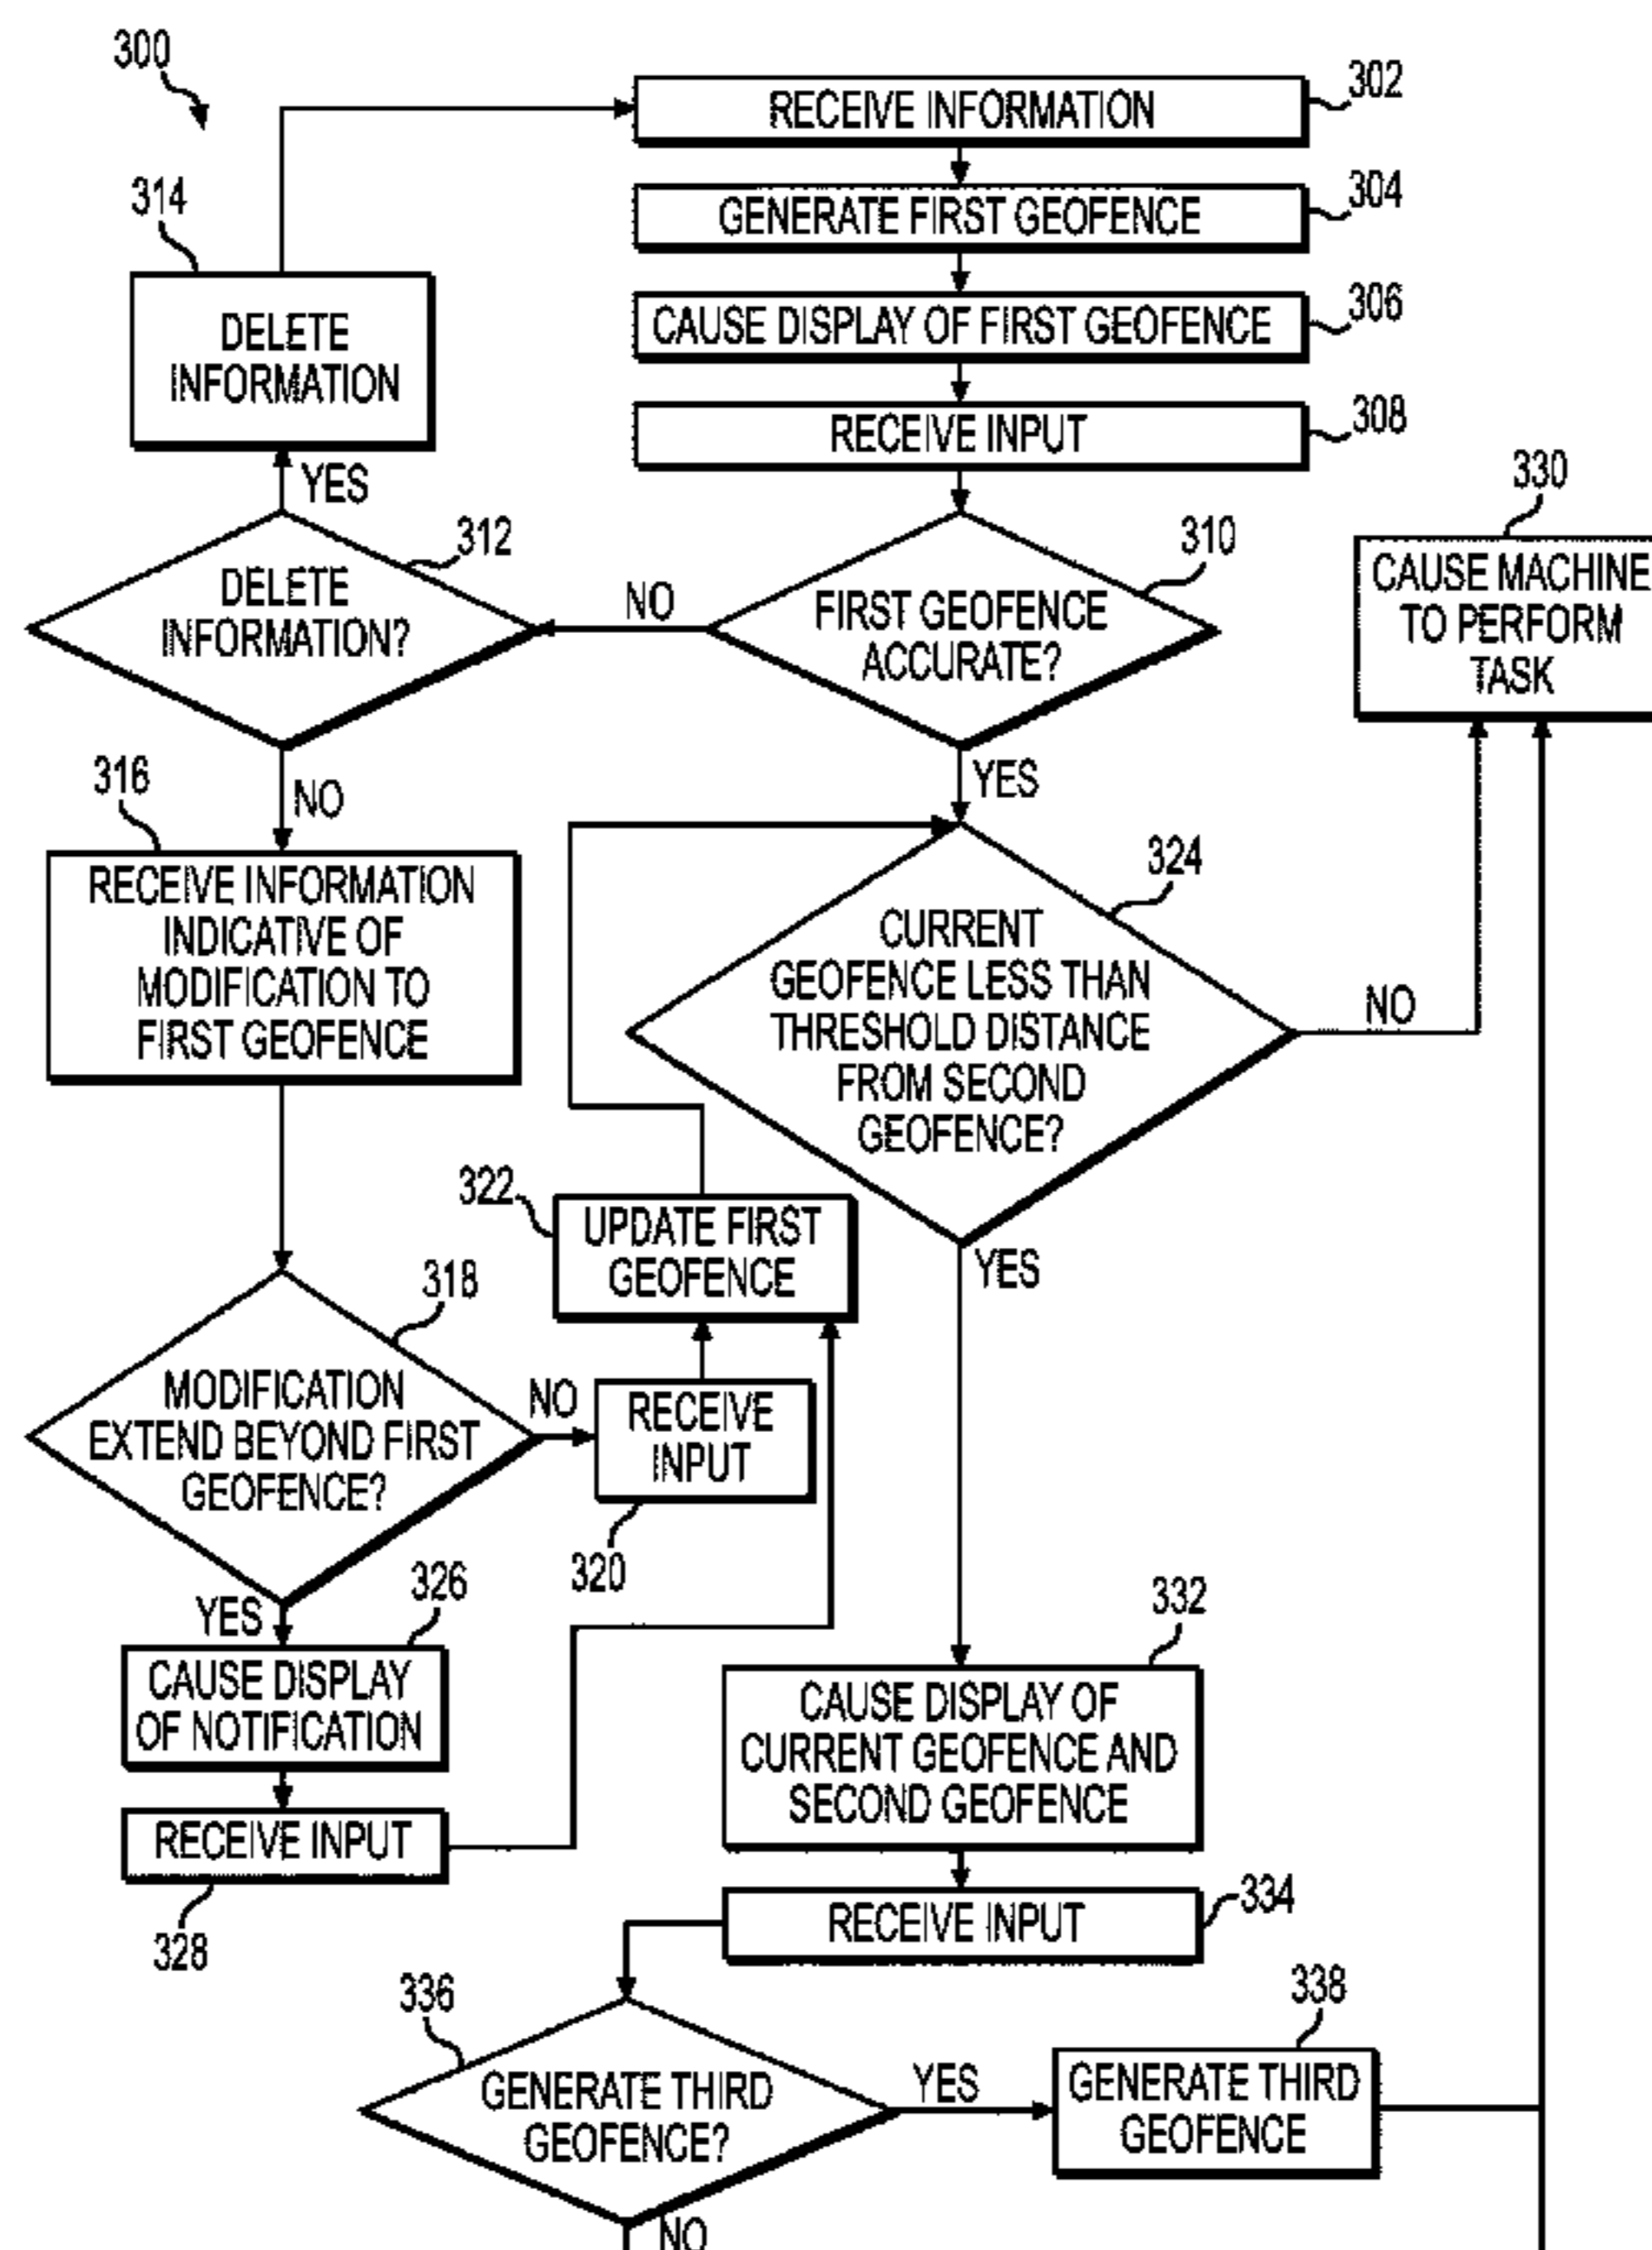 300
RECEIVE INFORMATION
302
GENERATE FIRST GEOFENCE
304
CAUSE DISPLAY OF FIRST GEOFENCE
306
RECEIVE INPUT
308
314
DELETE
INFORMATION
YES
312
DELETE
INFORMATION?
NO
310
FIRST GEOFENCE
ACCURATE?
330
CAUSE MACHINE
TO PERFORM
TASK
NO
YES
316
RECEIVE INFORMATION
INDICATIVE OF
MODIFICATION TO
FIRST GEOFENCE
324
CURRENT
GEOFENCE LESS THAN
THRESHOLD DISTANCE
FROM SECOND
GEOFENCE?
NO
YES
322
UPDATE FIRST
GEOFENCE
318
MODIFICATION
EXTEND BEYOND FIRST
GEOFENCE?
NO
RECEIVE
INPUT
320
YES
326
CAUSE DISPLAY
OF NOTIFICATION
RECEIVE INPUT
328
332
CAUSE DISPLAY OF
CURRENT GEOFENCE AND
SECOND GEOFENCE
RECEIVE INPUT
334
336
GENERATE THIRD
GEOFENCE?
YES
338
GENERATE THIRD
GEOFENCE
NO